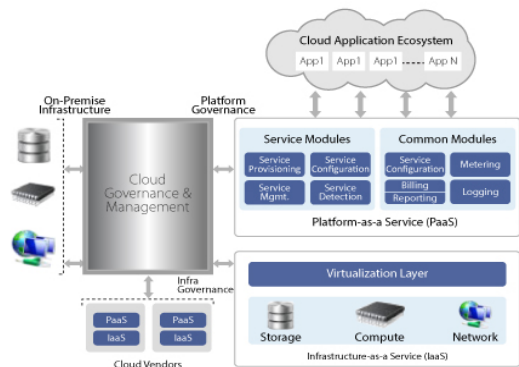 Cloud Application Ecosystem
App1 App1 App1 App N
On-Premise
Infrastructure
Platform
Governance
Cloud
Governance &
Management
Service Modules
Service
Provisioning
Service
Configuration
Service
Mgmt.
Service
Detection
Common Modules
Service
Configuration
Metering
Billing
Reporting
Logging
Platform-as-a Service (PaaS)
Infra
Governance
PaaS
IaaS
PaaS
IaaS
Cloud Vendors
Virtualization Layer
Storage
Compute
Network
Infrastructure-as-a Service (IaaS)